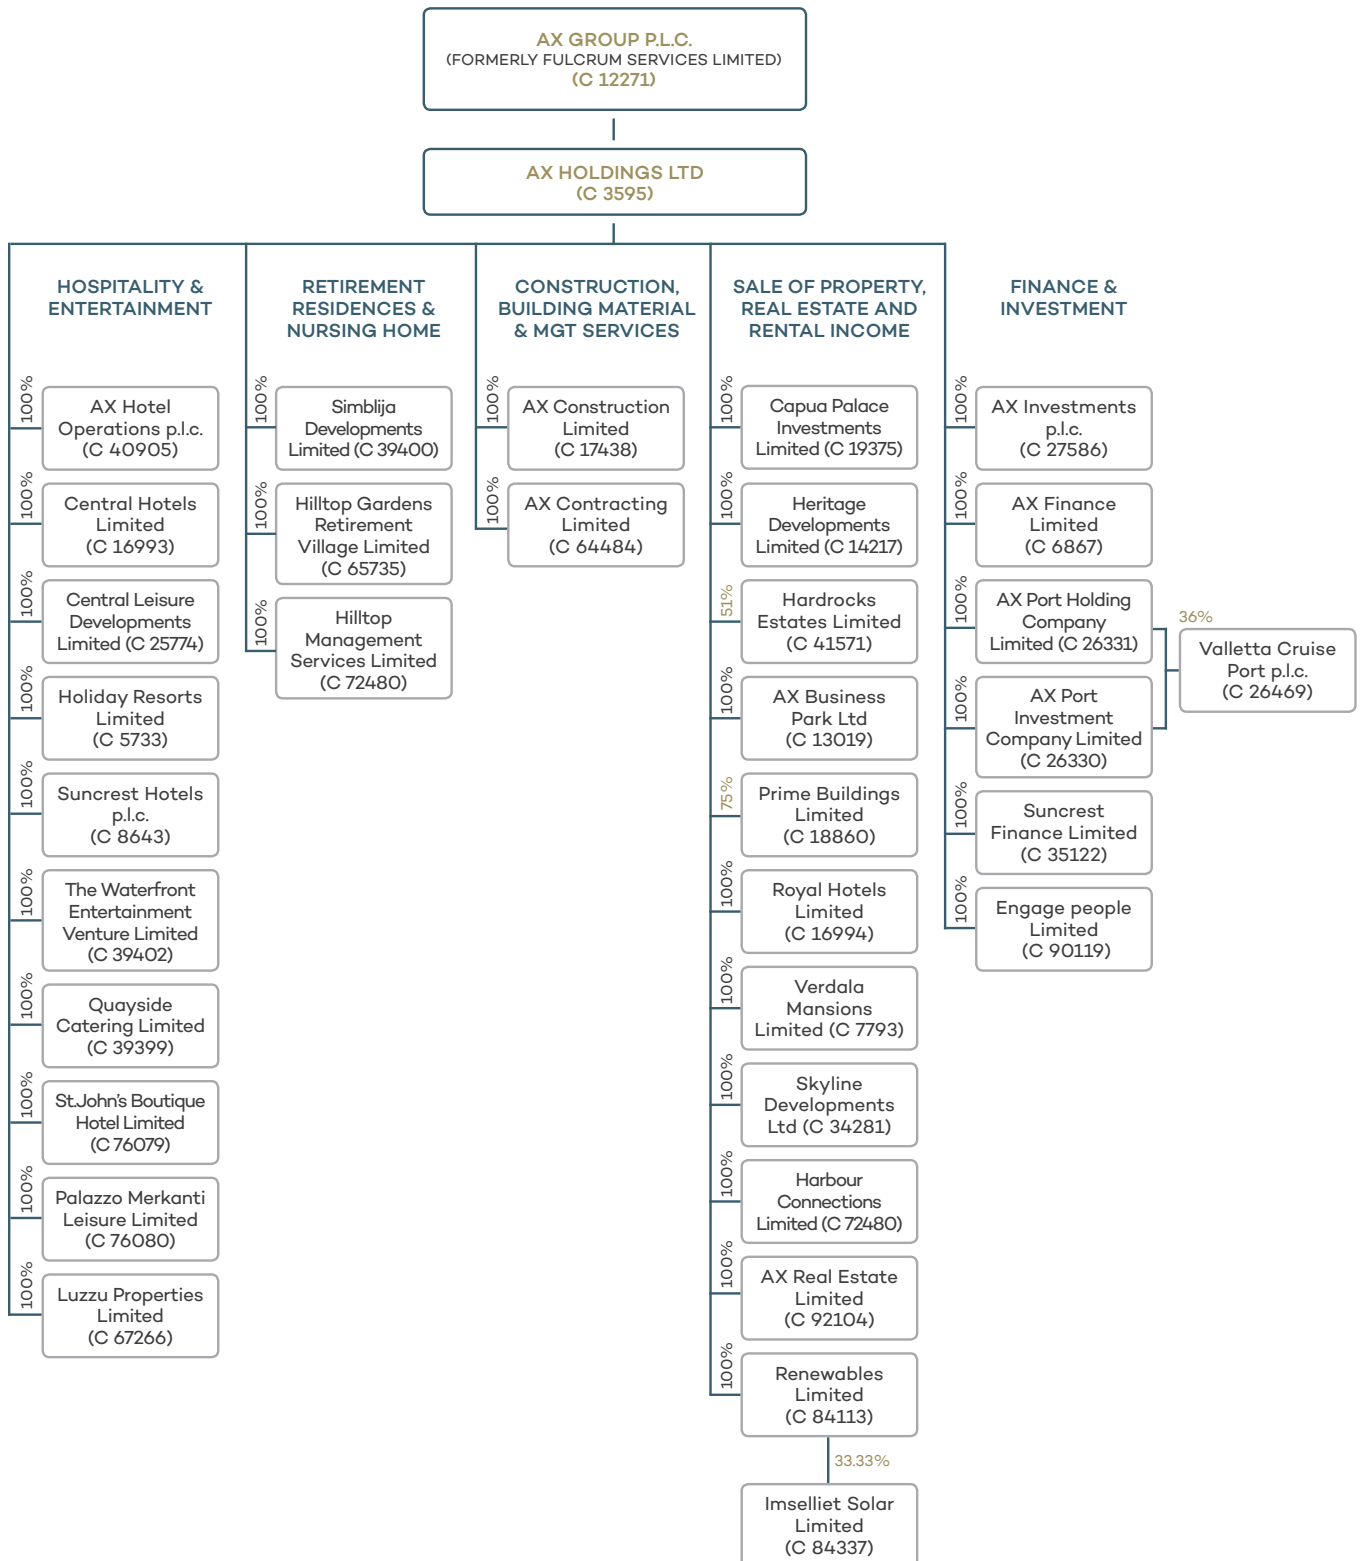 AX GROUP P.L.C.
(FORMERLY FULCRUM SERVICES LIMITED)
(C 12271)
AX HOLDINGS LTD
(C 3595)
HOSPITALITY &
ENTERTAINMENT
100%
AX Hotel
Operations p.l.c.
(C 40905)
100%
Central Hotels
Limited
(C 16993)
100%
Central Leisure
Developments
Limited (C 25774)
100%
Holiday Resorts
Limited
(C 5733)
100%
Suncrest Hotels
p.l.c.
(C 8643)
100%
The Waterfront
Entertainment
Venture Limited
(C 39402)
100%
Quayside
Catering Limited
(C 39399)
100%
St.John's Boutique
Hotel Limited
(C 76079)
100%
Palazzo Merkanti
Leisure Limited
(C 76080)
100%
Luzzu Properties
Limited
(C 67266)
RETIREMENT
RESIDENCES &
NURSING HOME
100%
Simblija
Developments
Limited (C 39400)
100%
Hilltop Gardens
Retirement
Village Limited
(C 65735)
100%
Hilltop
Management
Services Limited
(C 72480)
CONSTRUCTION,
BUILDING MATERIAL
& MGT SERVICES
100%
AX Construction
Limited
(C 17438)
100%
AX Contracting
Limited
(C 64484)
SALE OF PROPERTY,
REAL ESTATE AND
RENTAL INCOME
100%
Capua Palace
Investments
Limited (C 19375)
100%
Heritage
Developments
Limited (C 14217)
51%
Hardrocks
Estates Limited
(C 41571)
100%
AX Business
Park Ltd
(C 13019)
75%
Prime Buildings
Limited
(C 18860)
100%
Royal Hotels
Limited
(C 16994)
100%
Verdala
Mansions
Limited (C 7793)
100%
Skyline
Developments
Ltd (C 34281)
100%
Harbour
Connections
Limited (C 72480)
100%
AX Real Estate
Limited
(C 92104)
100%
Renewables
Limited
(C 84113)
33.33%
Imselliet Solar
Limited
(C 84337)
FINANCE &
INVESTMENT
100%
AX Investments
p.l.c.
(C 27586)
100%
AX Finance
Limited
(C 6867)
100%
AX Port Holding
Company
Limited (C 26331)
100%
AX Port
Investment
Company Limited
(C 26330)
36%
Valletta Cruise
Port p.l.c.
(C 26469)
100%
Suncrest
Finance Limited
(C 35122)
100%
Engage people
Limited
(C 90119)